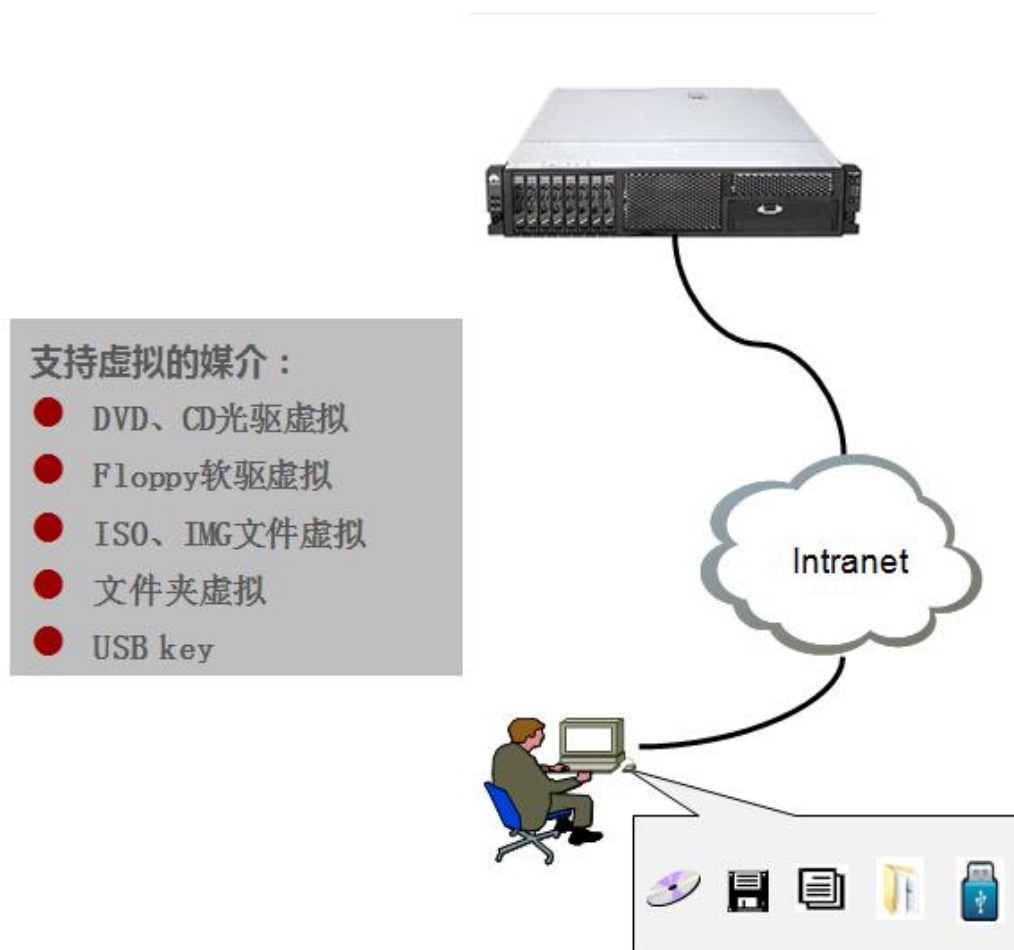 支持虚拟的媒介：
DVD、CD光驱虚拟
Floppy软驱虚拟
ISO、IMG文件虚拟
文件夹虚拟
USB key
Intranet